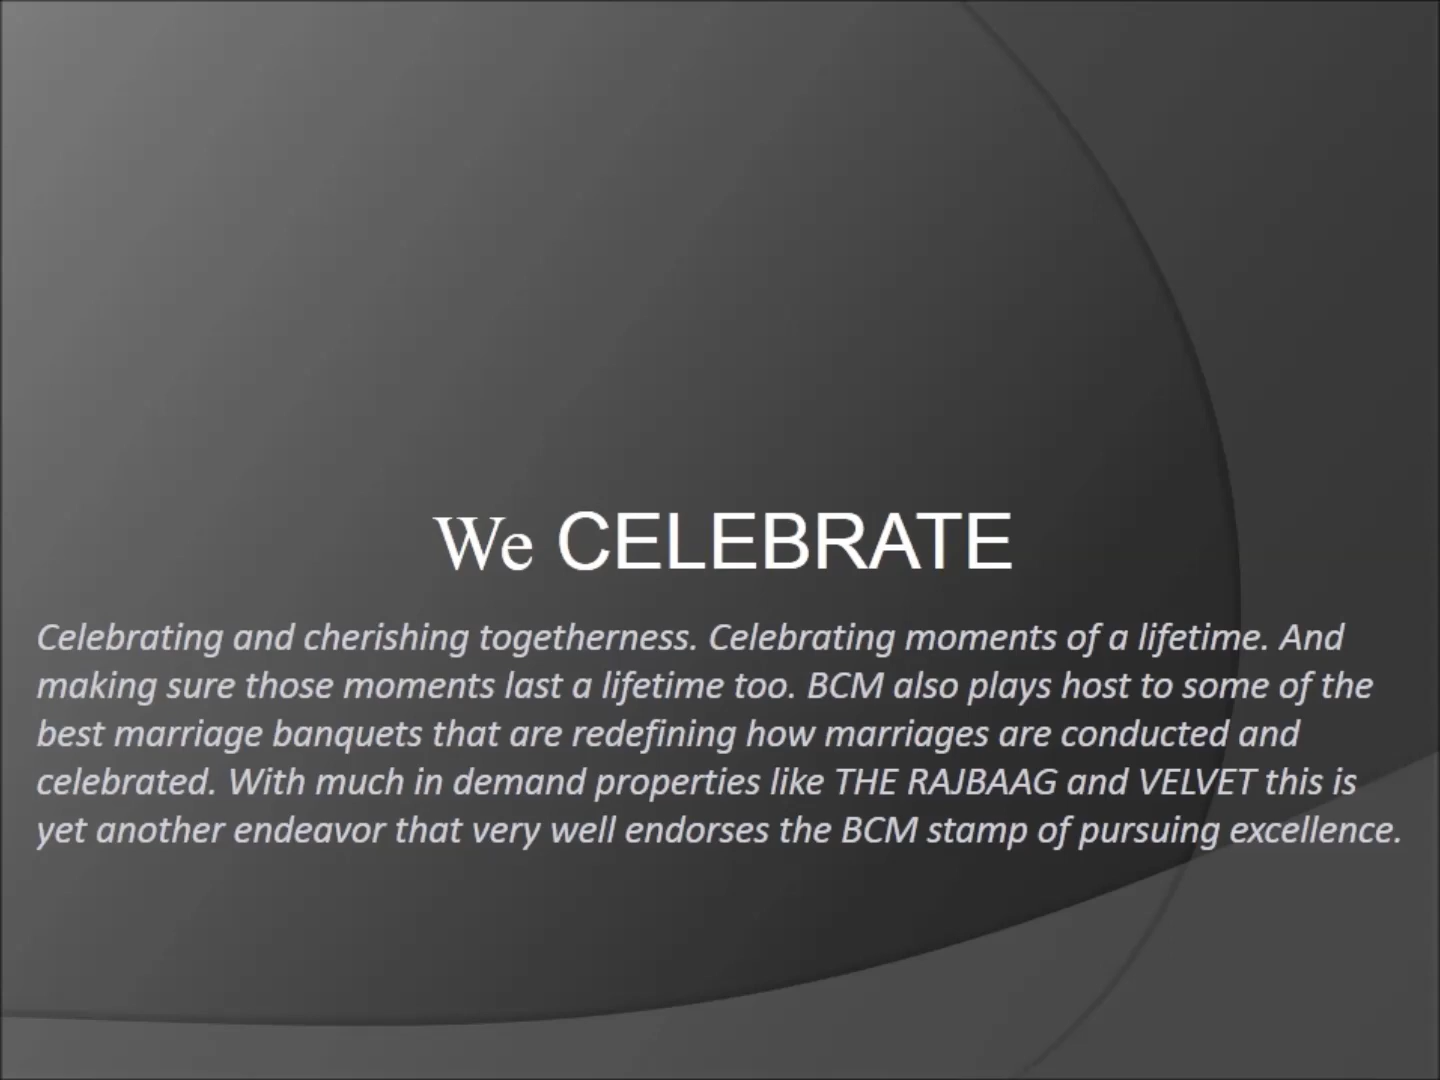 We CELEBRATE
Celebrating and cherishing togetherness. Celebrating moments of a lifetime. And
making sure those moments last a lifetime too. BCM also plays host to some of the
best marriage banquets that are redefining how marriages are conducted and
celebrated. With much in demand properties like THE RAJBAAG and VELVET this is
yet another endeavor that very well endorses the BCM stamp of pursuing excellence.